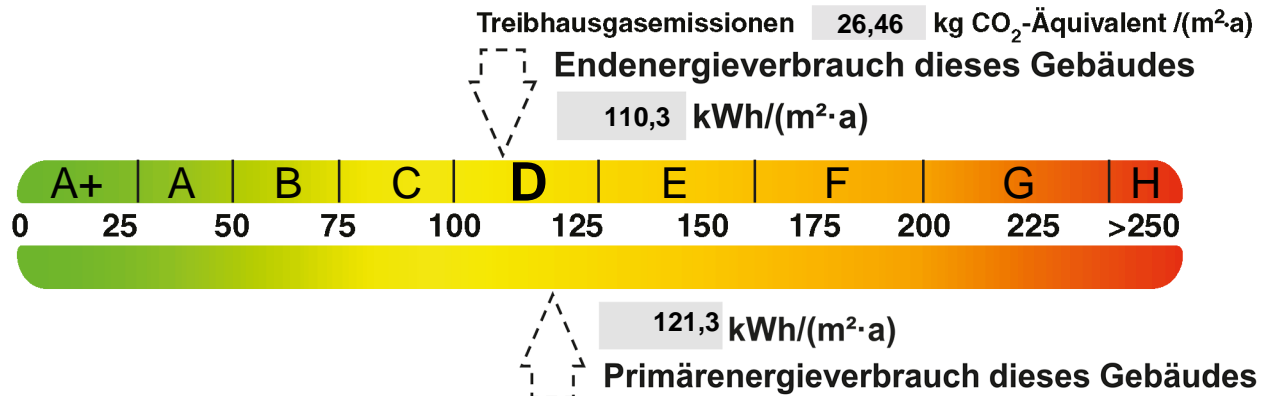 Treibhausgasemissionen 26,46 kg CO₂-Äquivalent /(m²·a)
Endenergieverbrauch dieses Gebäudes
110,3 kWh/(m²·a)
A+ A B C D E F G H
0 25 50 75 100 125 150 175 200 225 >250
121,3 kWh/(m²·a)
Primärenergieverbrauch dieses Gebäudes